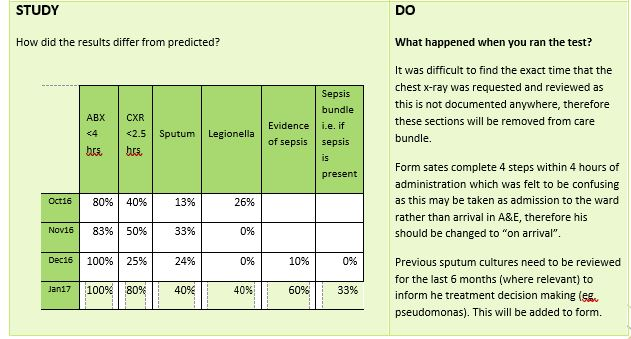 STUDY
How did the results differ from predicted?
ABX <4 hrs CXR <2.5 hrs Sputum Legionella Evidence of sepsis Sepsis bundle i.e. if sepsis is present
Oct16 80% 40% 13% 26%
Nov16 83% 50% 33% 0%
Dec16 100% 25% 24% 0% 10% 0%
Jan17 100% 80% 40% 40% 60% 33%
DO
What happened when you ran the test?
It was difficult to find the exact time that the
chest x-ray was requested and reviewed as
this is not documented anywhere, therefore
these sections will be removed from care
bundle.
Form sates complete 4 steps within 4 hours of
administration which was felt to be confusing
as this may be taken as admission to the ward
rather than arrival in A&E, therefore his
should be changed to “on arrival”.
Previous sputum cultures need to be reviewed
for the last 6 months (where relevant) to
inform he treatment decision making (eg.
pseudomonas). This will be added to form.